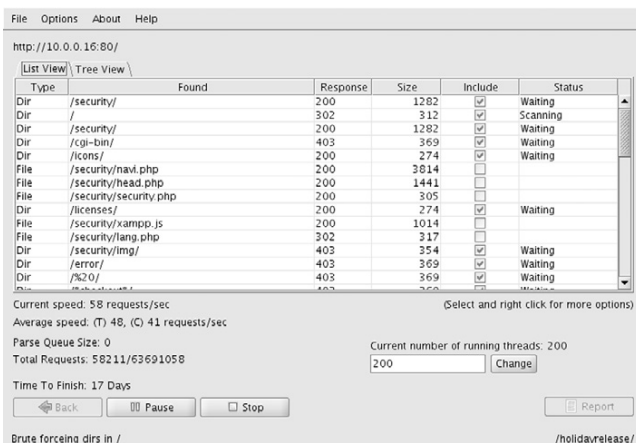 File Options About Help
http://10.0.0.16:80/
List View Tree View
Type Found Response Size Include Status
Dir /security/ 200 1282 Waiting
Dir / 302 312 Scanning
Dir /security/ 200 1282 Waiting
Dir /cgi-bin/ 403 369 Waiting
Dir /icons/ 200 274 Waiting
File /security/navi.php 200 3814
File /security/head.php 200 1441
File /security/security.php 200 305
Dir /licenses/ 200 274 Waiting
File /security/xampp.js 200 1014
File /security/lang.php 302 317
Dir /security/img/ 403 354 Waiting
Dir /error/ 403 369 Waiting
Dir /%20/ 403 369 Waiting
Current speed: 58 requests/sec (Select and right click for more options)
Average speed: (T) 48, (C) 41 requests/sec
Parse Queue Size: 0 Current number of running threads: 200
Total Requests: 58211/63691058 200 Change
Time To Finish: 17 Days
Back Pause Stop Report
Brute forceing dirs in / /holidayrelease/